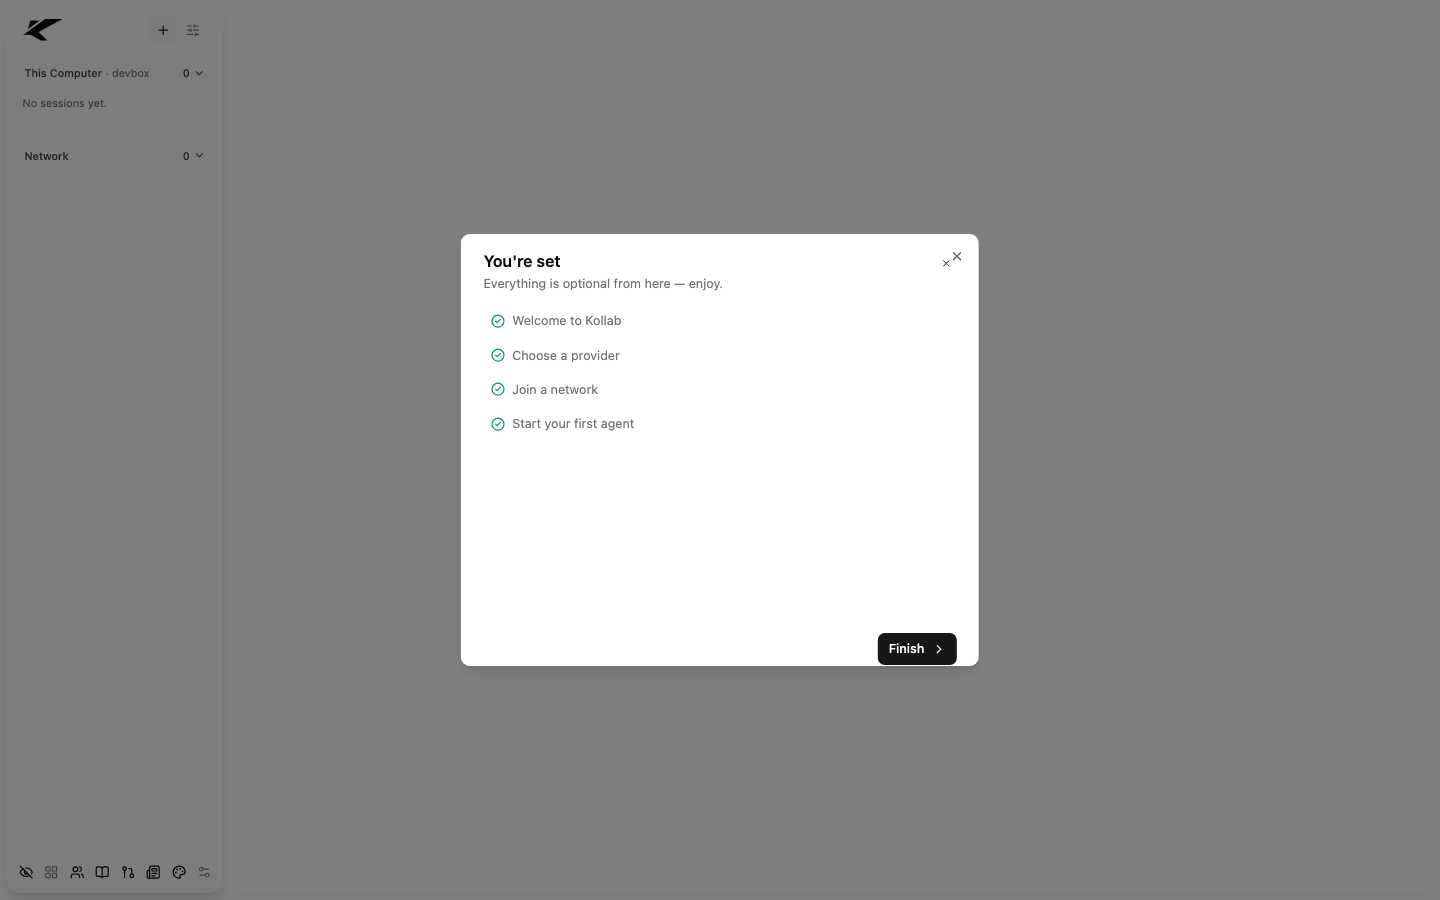 This Computer · devbox 0
No sessions yet.
Network 0
You're set
Everything is optional from here — enjoy.
Welcome to Kollab
Choose a provider
Join a network
Start your first agent
Finish